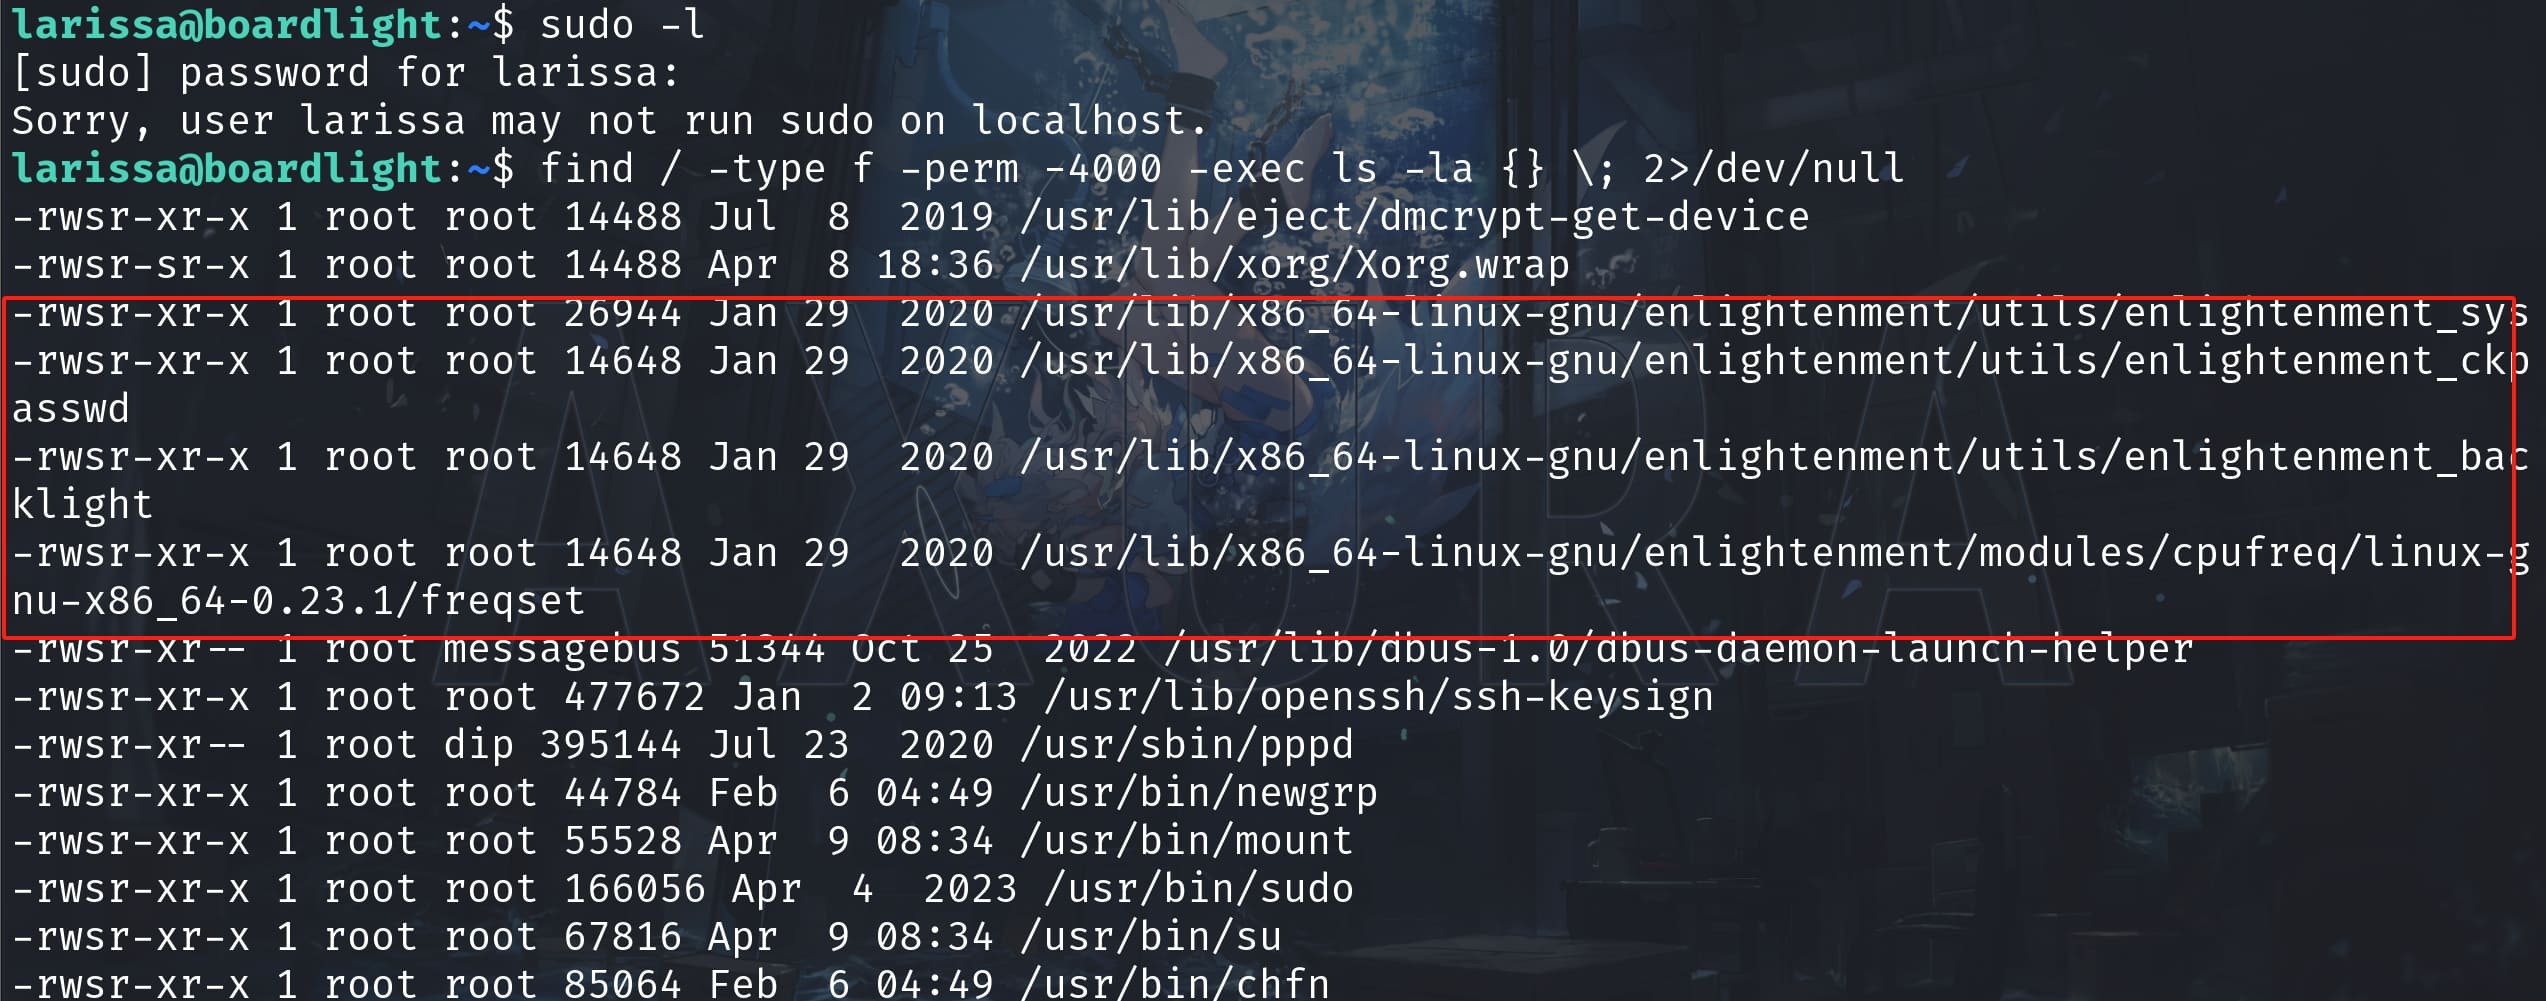 larissa@boardlight:~$ sudo -l
[sudo] password for larissa:
Sorry, user larissa may not run sudo on localhost.
larissa@boardlight:~$ find / -type f -perm -4000 -exec ls -la {} \; 2>/dev/null
-rwsr-xr-x 1 root root 14488 Jul  8  2019 /usr/lib/eject/dmcrypt-get-device
-rwsr-sr-x 1 root root 14488 Apr  8 18:36 /usr/lib/xorg/Xorg.wrap
-rwsr-xr-x 1 root root 26944 Jan 29  2020 /usr/lib/x86_64-linux-gnu/enlightenment/utils/enlightenment_sys
-rwsr-xr-x 1 root root 14648 Jan 29  2020 /usr/lib/x86_64-linux-gnu/enlightenment/utils/enlightenment_ckp
asswd
-rwsr-xr-x 1 root root 14648 Jan 29  2020 /usr/lib/x86_64-linux-gnu/enlightenment/utils/enlightenment_bac
klight
-rwsr-xr-x 1 root root 14648 Jan 29  2020 /usr/lib/x86_64-linux-gnu/enlightenment/modules/cpufreq/linux-g
nu-x86_64-0.23.1/freqset
-rwsr-xr-- 1 root messagebus 51344 Oct 25  2022 /usr/lib/dbus-1.0/dbus-daemon-launch-helper
-rwsr-xr-x 1 root root 477672 Jan  2 09:13 /usr/lib/openssh/ssh-keysign
-rwsr-xr-- 1 root dip 395144 Jul 23  2020 /usr/sbin/pppd
-rwsr-xr-x 1 root root 44784 Feb  6 04:49 /usr/bin/newgrp
-rwsr-xr-x 1 root root 55528 Apr  9 08:34 /usr/bin/mount
-rwsr-xr-x 1 root root 166056 Apr  4  2023 /usr/bin/sudo
-rwsr-xr-x 1 root root 67816 Apr  9 08:34 /usr/bin/su
-rwsr-xr-x 1 root root 85064 Feb  6 04:49 /usr/bin/chfn
AXURA